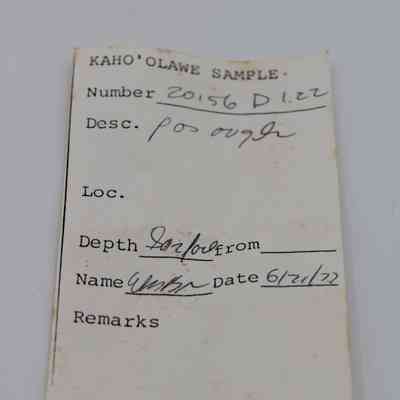 KAHO'OLAWE SAMPLE.
Number 20156 D 1.22
Desc.
Loc.
Depth from
Name Date 6/21/72
Remarks